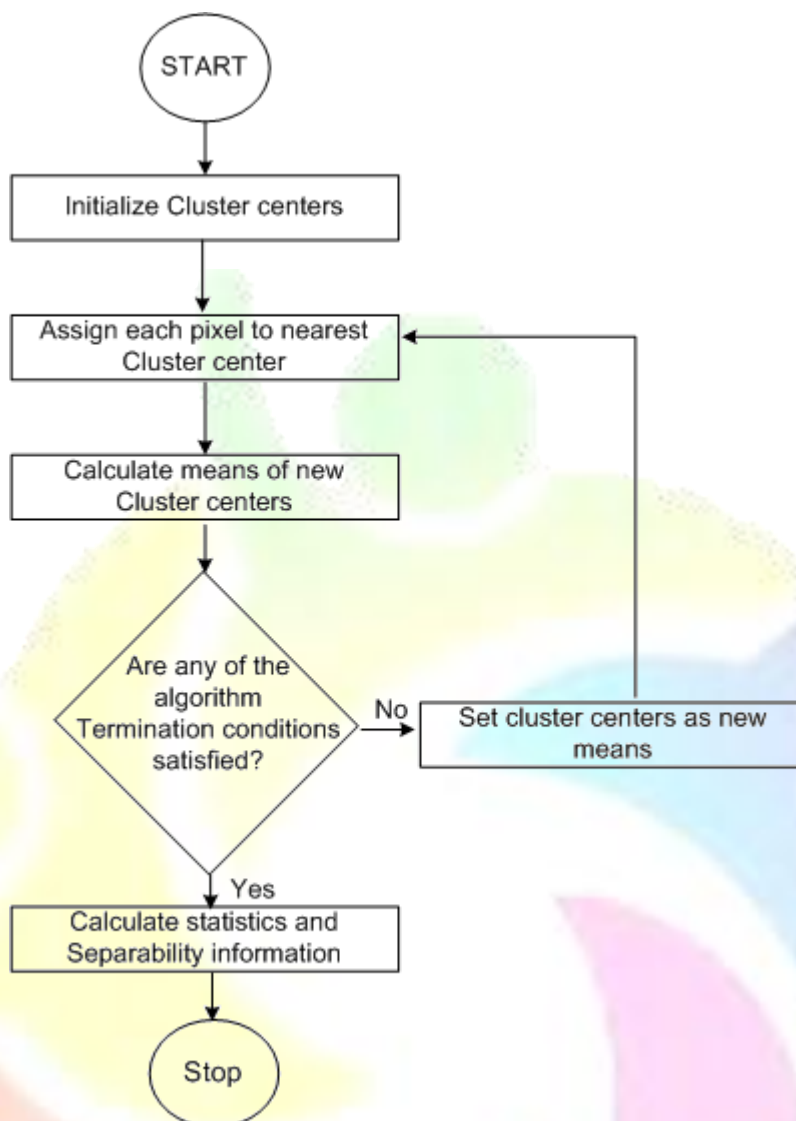 START
Initialize Cluster centers
Assign each pixel to nearest
Cluster center
Calculate means of new
Cluster centers
Are any of the
algorithm
Termination conditions
satisfied?
No
Set cluster centers as new
means
Yes
Calculate statistics and
Separability information
Stop